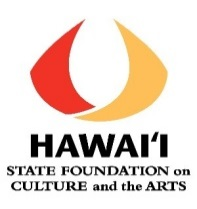 HAWAI‘I
STATE FOUNDATION on
CULTURE and the ARTS